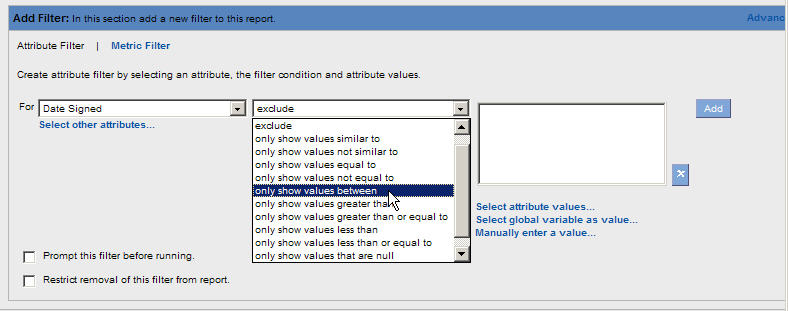 Add Filter: In this section add a new filter to this report.
Advanc
Attribute Filter | Metric Filter
Create attribute filter by selecting an attribute, the filter condition and attribute values.
For Date Signed exclude Add
Select other attributes...
exclude
only show values similar to
only show values not similar to
only show values equal to
only show values not equal to
only show values between
only show values greater than
only show values greater than or equal to
only show values less than
only show values less than or equal to
only show values that are null
Select attribute values...
Select global variable as value...
Manually enter a value...
Prompt this filter before running.
Restrict removal of this filter from report.